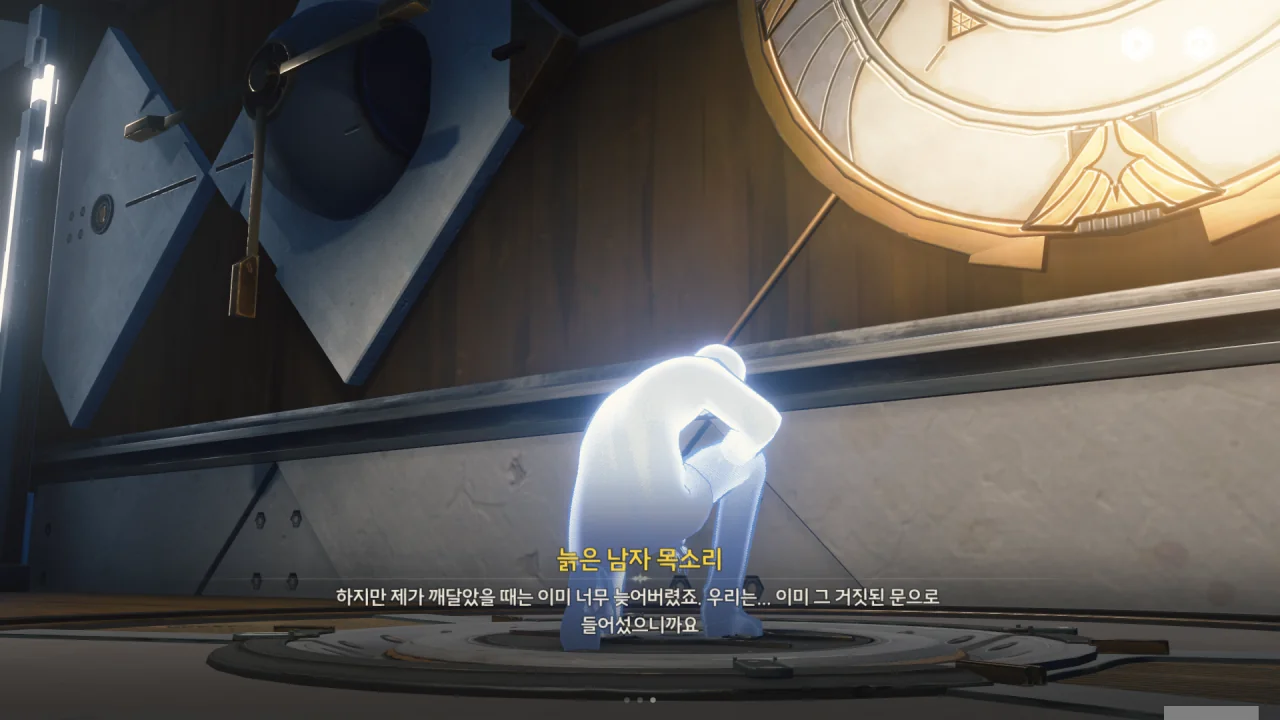 늙은 남자 목소리
하지만 제가 깨달았을 때는 이미 너무 늦어버렸죠. 우리는... 이미 그 거짓된 문으로
들어섰으니까요